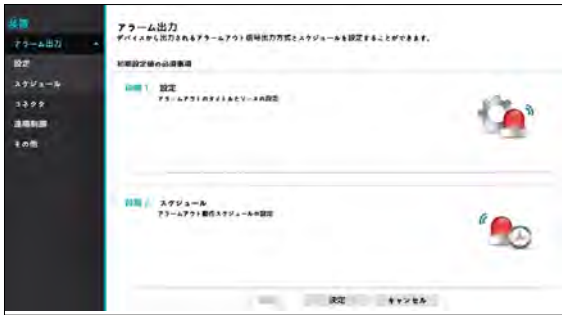 装置
アラーム出力
設定
スケジュール
コネクタ
遠隔制御
その他
アラーム出力
デバイスから出力されるアラームアウト信号出力方式とスケジュールを設定することができます。
初期設定値の必須事項
段階 1 設定
アラームアウトのタイトルとソースの設定
段階 2 スケジュール
アラームアウト動作スケジュールの設定
設定 キャンセル